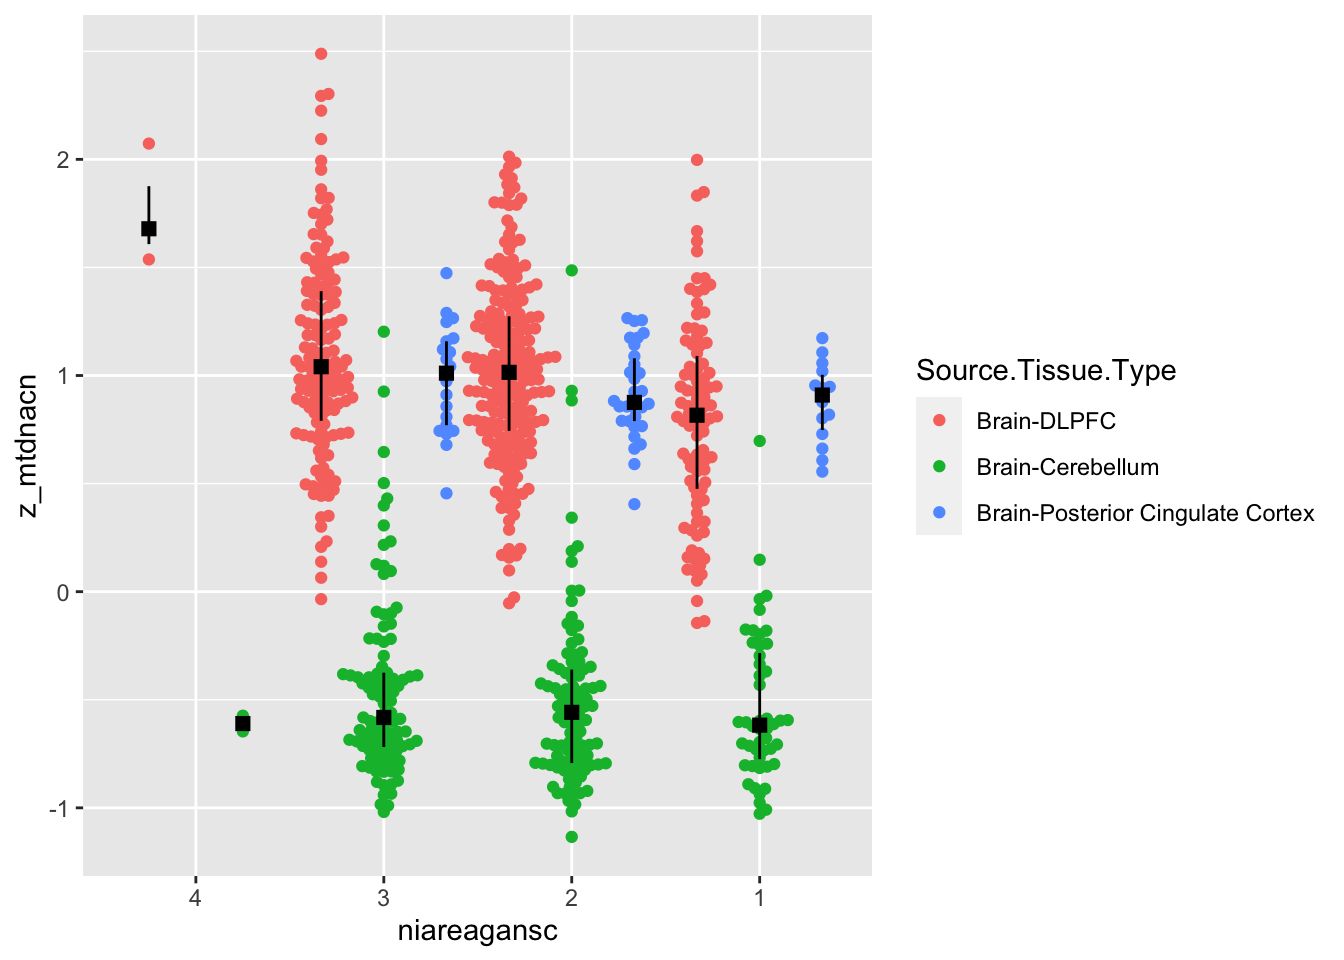 2
1
0
-1
z_mtdnacn
4
3
2
1
niareagansc
Source.Tissue.Type
Brain-DLPFC
Brain-Cerebellum
Brain-Posterior Cingulate Cortex